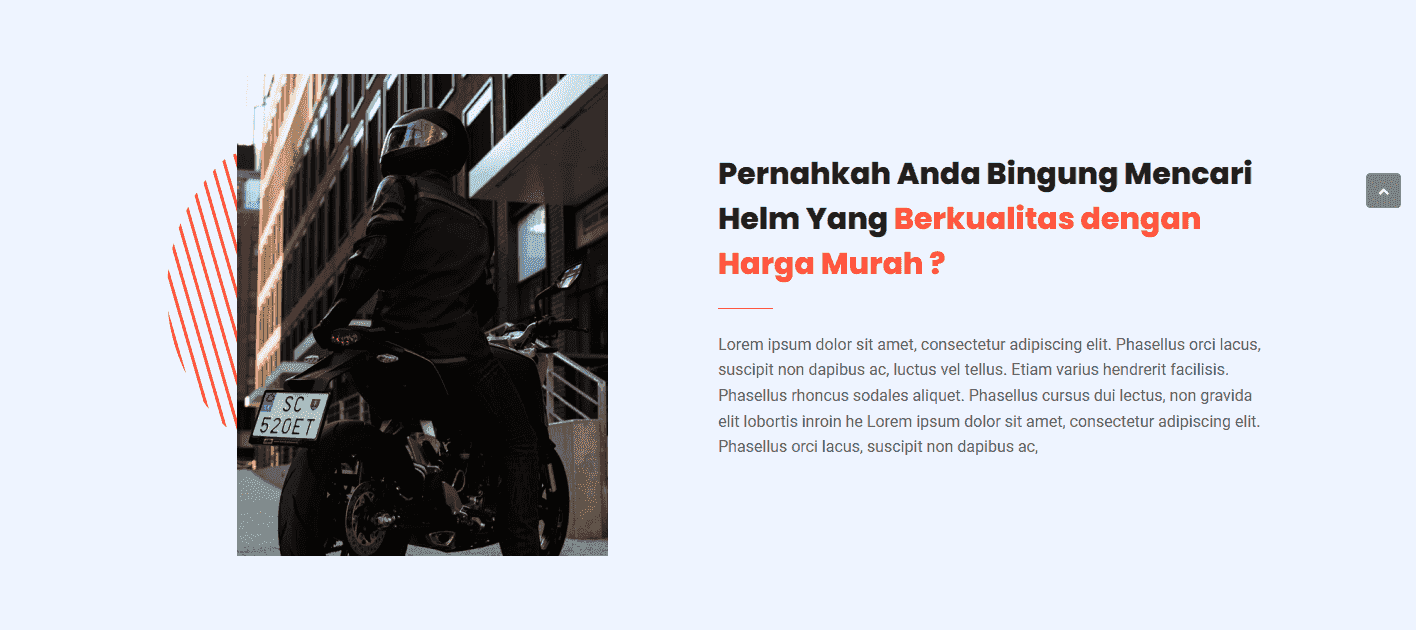 Pernahkah Anda Bingung Mencari
Helm Yang Berkualitas dengan
Harga Murah ?
Lorem ipsum dolor sit amet, consectetur adipiscing elit. Phasellus orci lacus,
suscipit non dapibus ac, luctus vel tellus. Etiam varius hendrerit facilisis.
Phasellus rhoncus sodales aliquet. Phasellus cursus dui lectus, non gravida
elit lobortis inroin he Lorem ipsum dolor sit amet, consectetur adipiscing elit.
Phasellus orci lacus, suscipit non dapibus ac,
SC
520ET